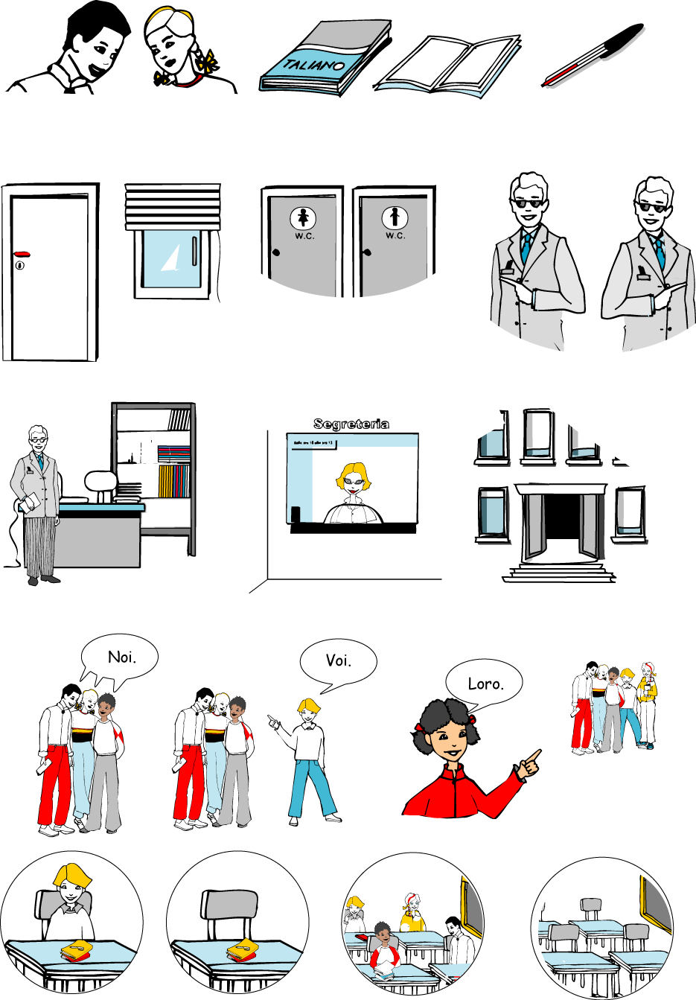 TALIANO
W.C.
W.C.
Segreteria
Noi.
Voi.
Loro.